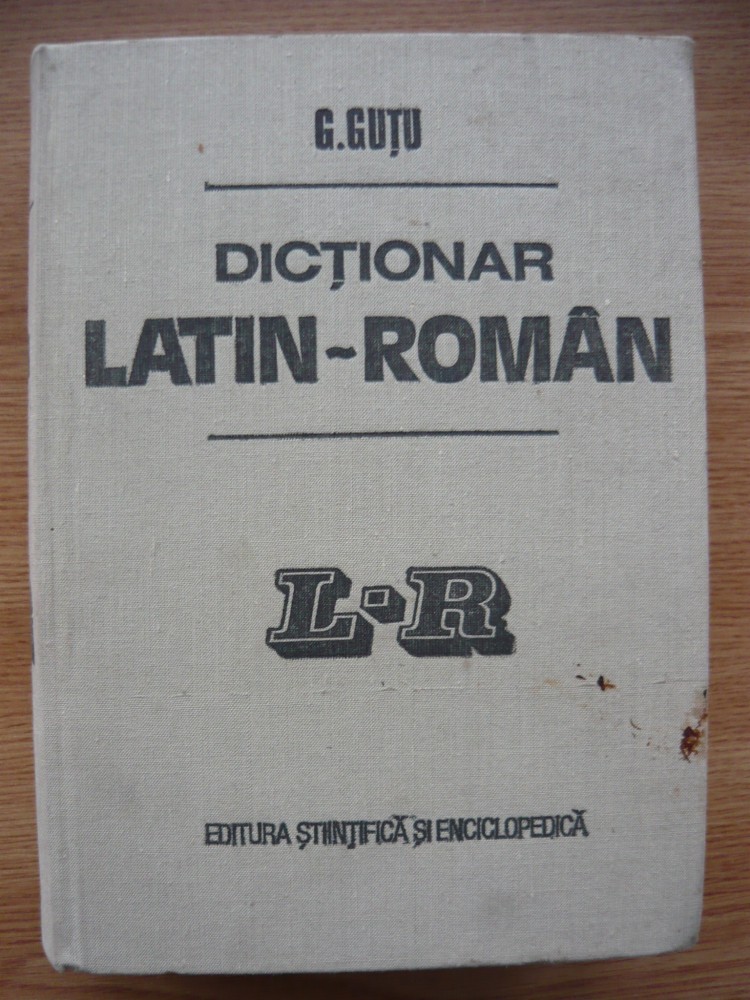 G.GUȚU
DICȚIONAR
LATIN-ROMÂN
L-R
EDITURA ȘTIINȚIFICĂ ȘI ENCICLOPEDICĂ